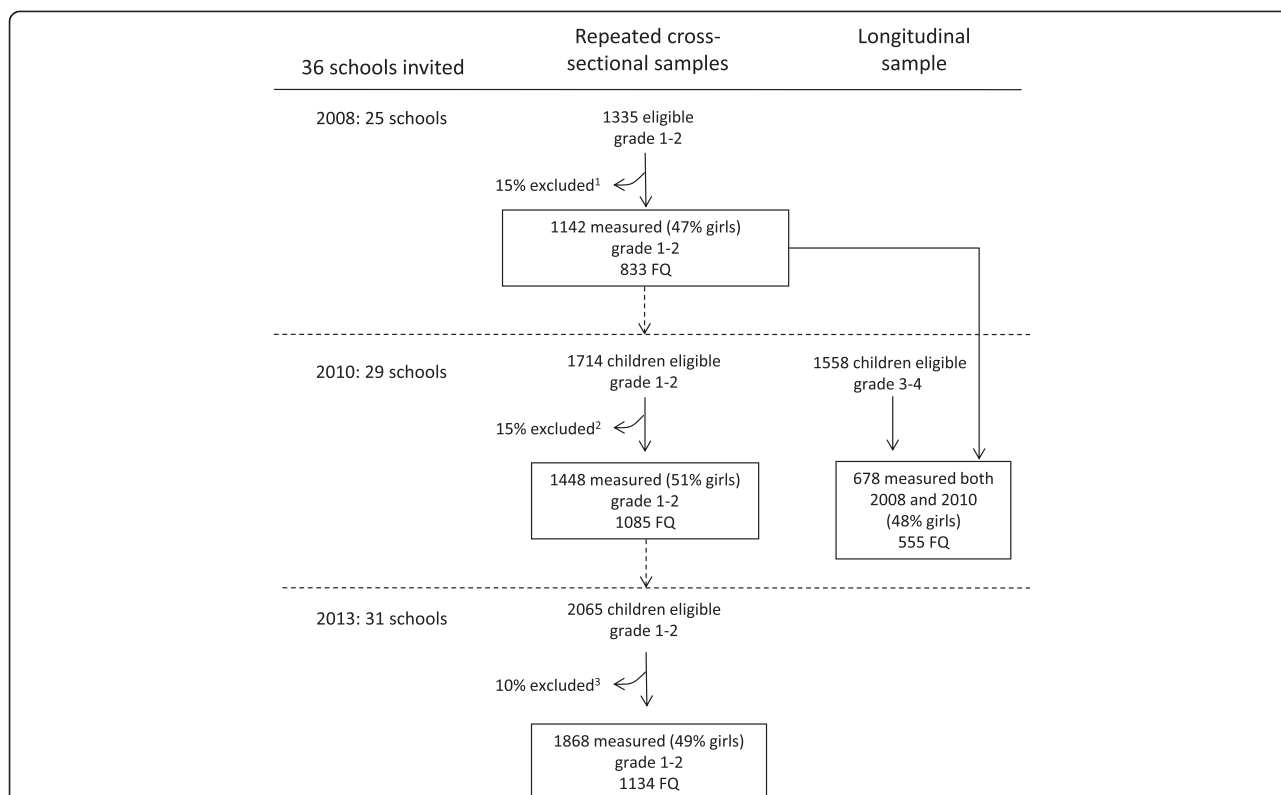 36 schools invited
Repeated cross-
sectional samples
Longitudinal
sample
2008: 25 schools
1335 eligible
grade 1-2
15% excluded1
1142 measured (47% girls)
grade 1-2
833 FQ
2010: 29 schools
1714 children eligible
grade 1-2
1558 children eligible
grade 3-4
15% excluded2
1448 measured (51% girls)
grade 1-2
1085 FQ
678 measured both
2008 and 2010
(48% girls)
555 FQ
2013: 31 schools
2065 children eligible
grade 1-2
10% excluded3
1868 measured (49% girls)
grade 1-2
1134 FQ